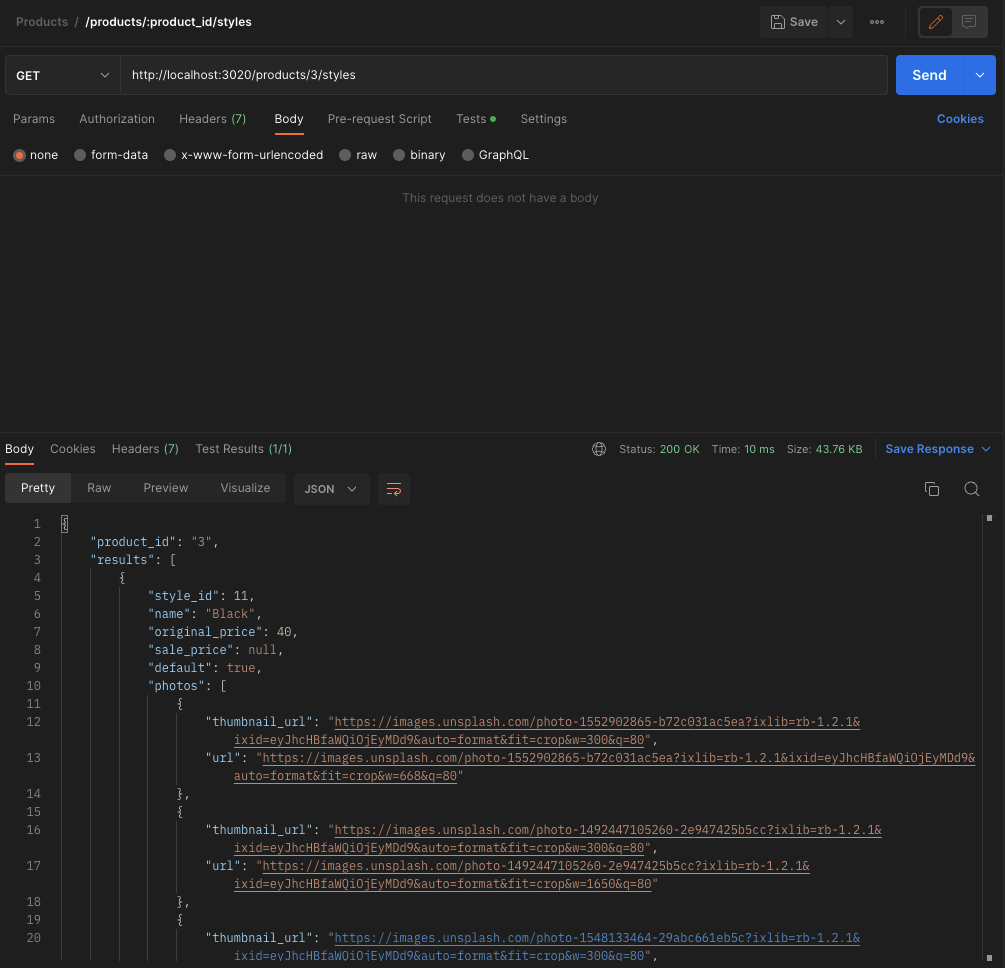 Products / /products/:product_id/styles
Save
GET http://localhost:3020/products/3/styles Send
Params Authorization Headers (7) Body Pre-request Script Tests Settings Cookies
none form-data x-www-form-urlencoded raw binary GraphQL
This request does not have a body
Body Cookies Headers (7) Test Results (1/1) Status: 200 OK Time: 10 ms Size: 43.76 KB Save Response
Pretty Raw Preview Visualize JSON
1 {
2 "product_id": "3",
3 "results": [
4 {
5 "style_id": 11,
6 "name": "Black",
7 "original_price": 40,
8 "sale_price": null,
9 "default": true,
10 "photos": [
11 {
12 "thumbnail_url": "https://images.unsplash.com/photo-1552902865-b72c031ac5ea?ixlib=rb-1.2.1&
ixid=eyJhcHBfaWQiOjEyMDd9&auto=format&fit=crop&w=300&q=80",
13 "url": "https://images.unsplash.com/photo-1552902865-b72c031ac5ea?ixlib=rb-1.2.1&ixid=eyJhcHBfaWQiOjEyMDd9&
auto=format&fit=crop&w=668&q=80"
14 },
15 {
16 "thumbnail_url": "https://images.unsplash.com/photo-1492447105260-2e947425b5cc?ixlib=rb-1.2.1&
ixid=eyJhcHBfaWQiOjEyMDd9&auto=format&fit=crop&w=300&q=80",
17 "url": "https://images.unsplash.com/photo-1492447105260-2e947425b5cc?ixlib=rb-1.2.1&
ixid=eyJhcHBfaWQiOjEyMDd9&auto=format&fit=crop&w=1650&q=80"
18 },
19 {
20 "thumbnail_url": "https://images.unsplash.com/photo-1548133464-29abc661eb5c?ixlib=rb-1.2.1&
ixid=eyJhcHBfaWQiOjEyMDd9&auto=format&fit=crop&w=300&q=80",